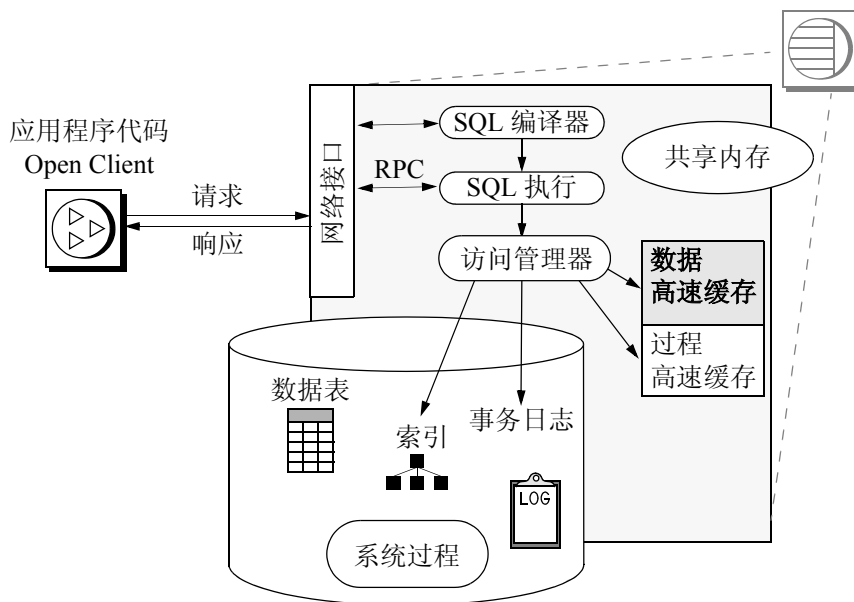 应用程序代码
Open Client
请求
响应
网络接口
SQL 编译器
RPC
SQL 执行
访问管理器
共享内存
数据
高速缓存
过程
高速缓存
数据表
索引
事务日志
LOG
系统过程